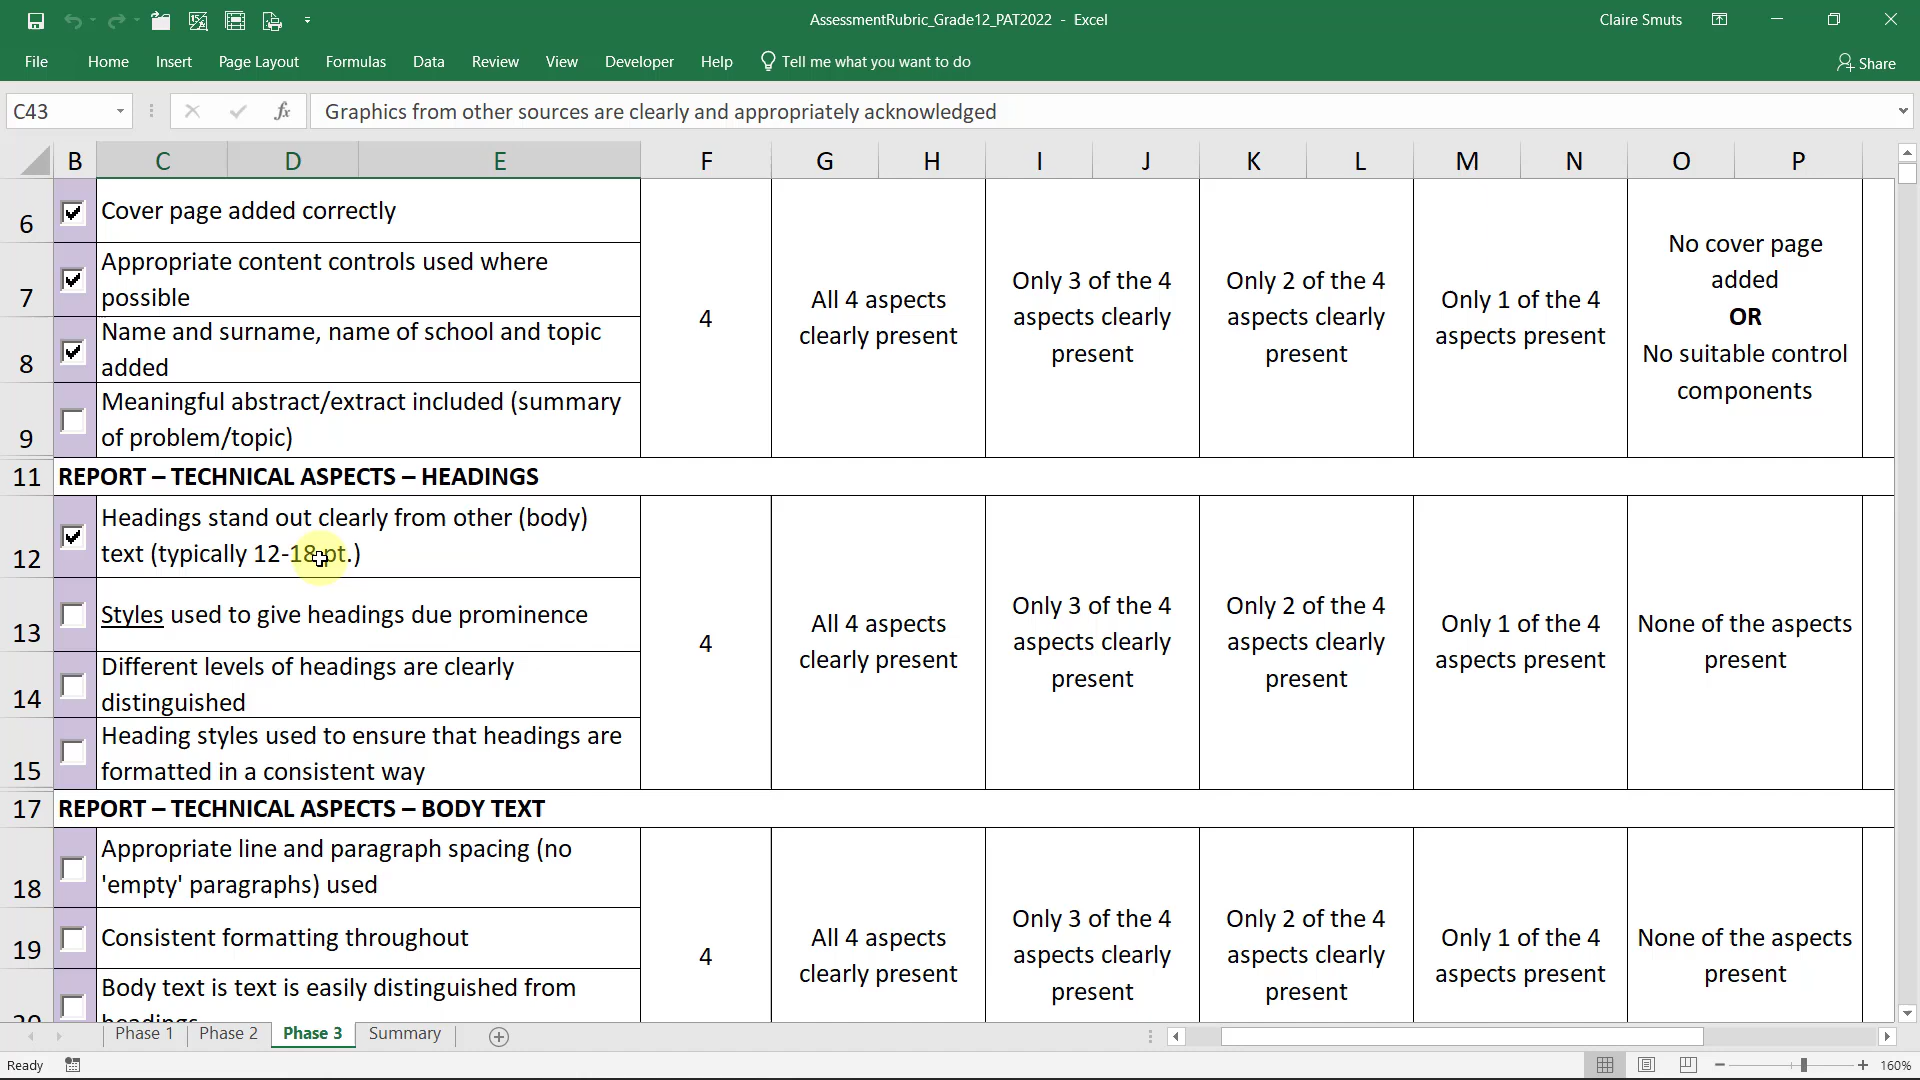 AssessmentRubric_Grade12_PAT2022 - Excel
Claire Smuts
File Home Insert Page Layout Formulas Data Review View Developer Help Tell me what you want to do
Share
C43
fx
Graphics from other sources are clearly and appropriately acknowledged
B C D E F G H I J K L M N O P
6
Cover page added correctly
7
Appropriate content controls used where
possible
8
Name and surname, name of school and topic
added
9
Meaningful abstract/extract included (summary
of problem/topic)
4
All 4 aspects
clearly present
Only 3 of the 4
aspects clearly
present
Only 2 of the 4
aspects clearly
present
Only 1 of the 4
aspects present
No cover page
added
OR
No suitable control
components
11
REPORT – TECHNICAL ASPECTS – HEADINGS
12
Headings stand out clearly from other (body)
text (typically 12-18 pt.)
13
Styles used to give headings due prominence
14
Different levels of headings are clearly
distinguished
15
Heading styles used to ensure that headings are
formatted in a consistent way
4
All 4 aspects
clearly present
Only 3 of the 4
aspects clearly
present
Only 2 of the 4
aspects clearly
present
Only 1 of the 4
aspects present
None of the aspects
present
17
REPORT – TECHNICAL ASPECTS – BODY TEXT
18
Appropriate line and paragraph spacing (no
'empty' paragraphs) used
19
Consistent formatting throughout
20
Body text is text is easily distinguished from
headings
4
All 4 aspects
clearly present
Only 3 of the 4
aspects clearly
present
Only 2 of the 4
aspects clearly
present
Only 1 of the 4
aspects present
None of the aspects
present
Phase 1 Phase 2 Phase 3 Summary
Ready
160%